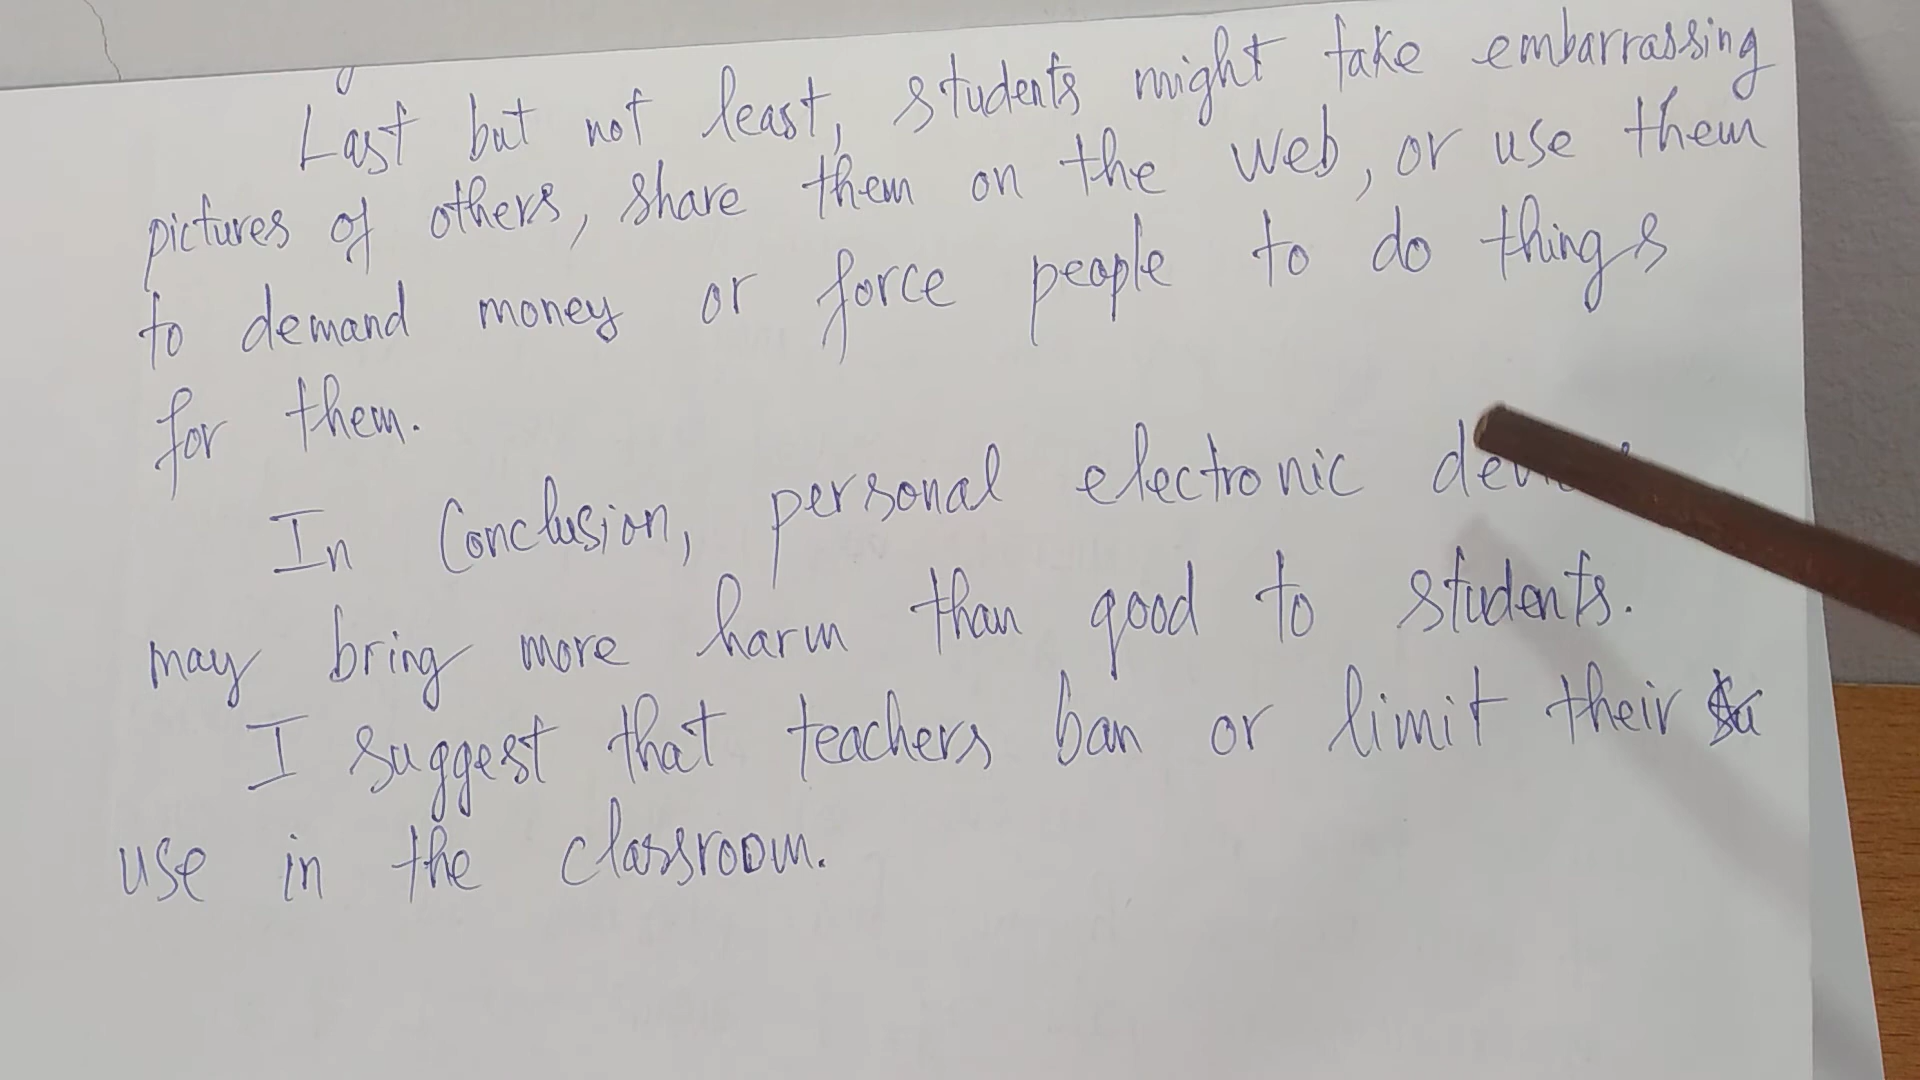 Last but not least, students might take embarrassing
pictures of others, share them on the web, or use them
to demand money or force people to do things
for them.
In Conclusion, personal electronic
may bring more harm than good to students.
I suggest that teachers ban or limit their
use in the classroom.